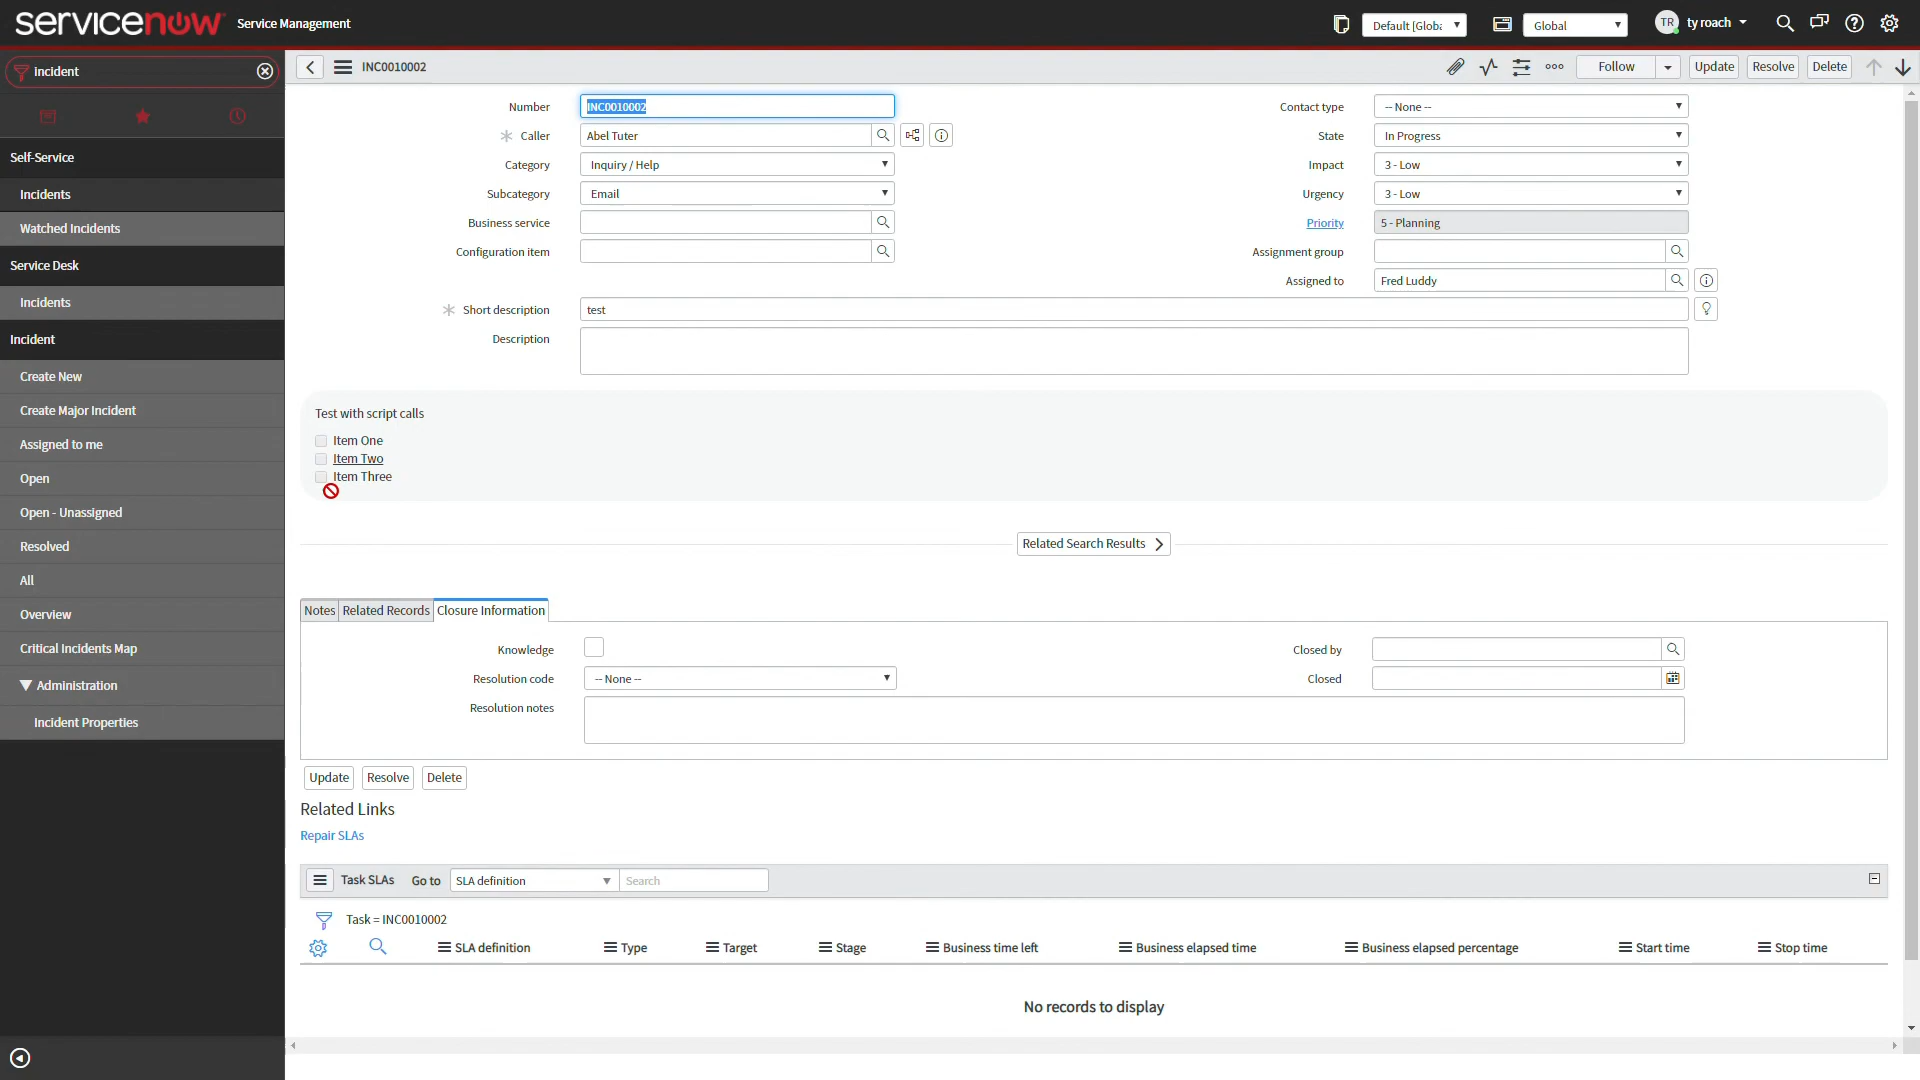 servicenow Service Management
Default [Globa
Global
TR ty roach
incident
INC0010002
Follow Update Resolve Delete
Self-Service
Incidents
Watched Incidents
Service Desk
Incidents
Incident
Create New
Create Major Incident
Assigned to me
Open
Open - Unassigned
Resolved
All
Overview
Critical Incidents Map
Administration
Incident Properties
Number INC0010002
Caller Abel Tuter
Category Inquiry / Help
Subcategory Email
Business service
Configuration item
Contact type -- None --
State In Progress
Impact 3 - Low
Urgency 3 - Low
Priority 5 - Planning
Assignment group
Assigned to Fred Luddy
Short description test
Description
Test with script calls
Item One
Item Two
Item Three
Related Search Results
Notes Related Records Closure Information
Knowledge
Resolution code -- None --
Resolution notes
Closed by
Closed
Update Resolve Delete
Related Links
Repair SLAs
Task SLAs Go to SLA definition Search
Task = INC0010002
SLA definition Type Target Stage Business time left Business elapsed time Business elapsed percentage Start time Stop time
No records to display